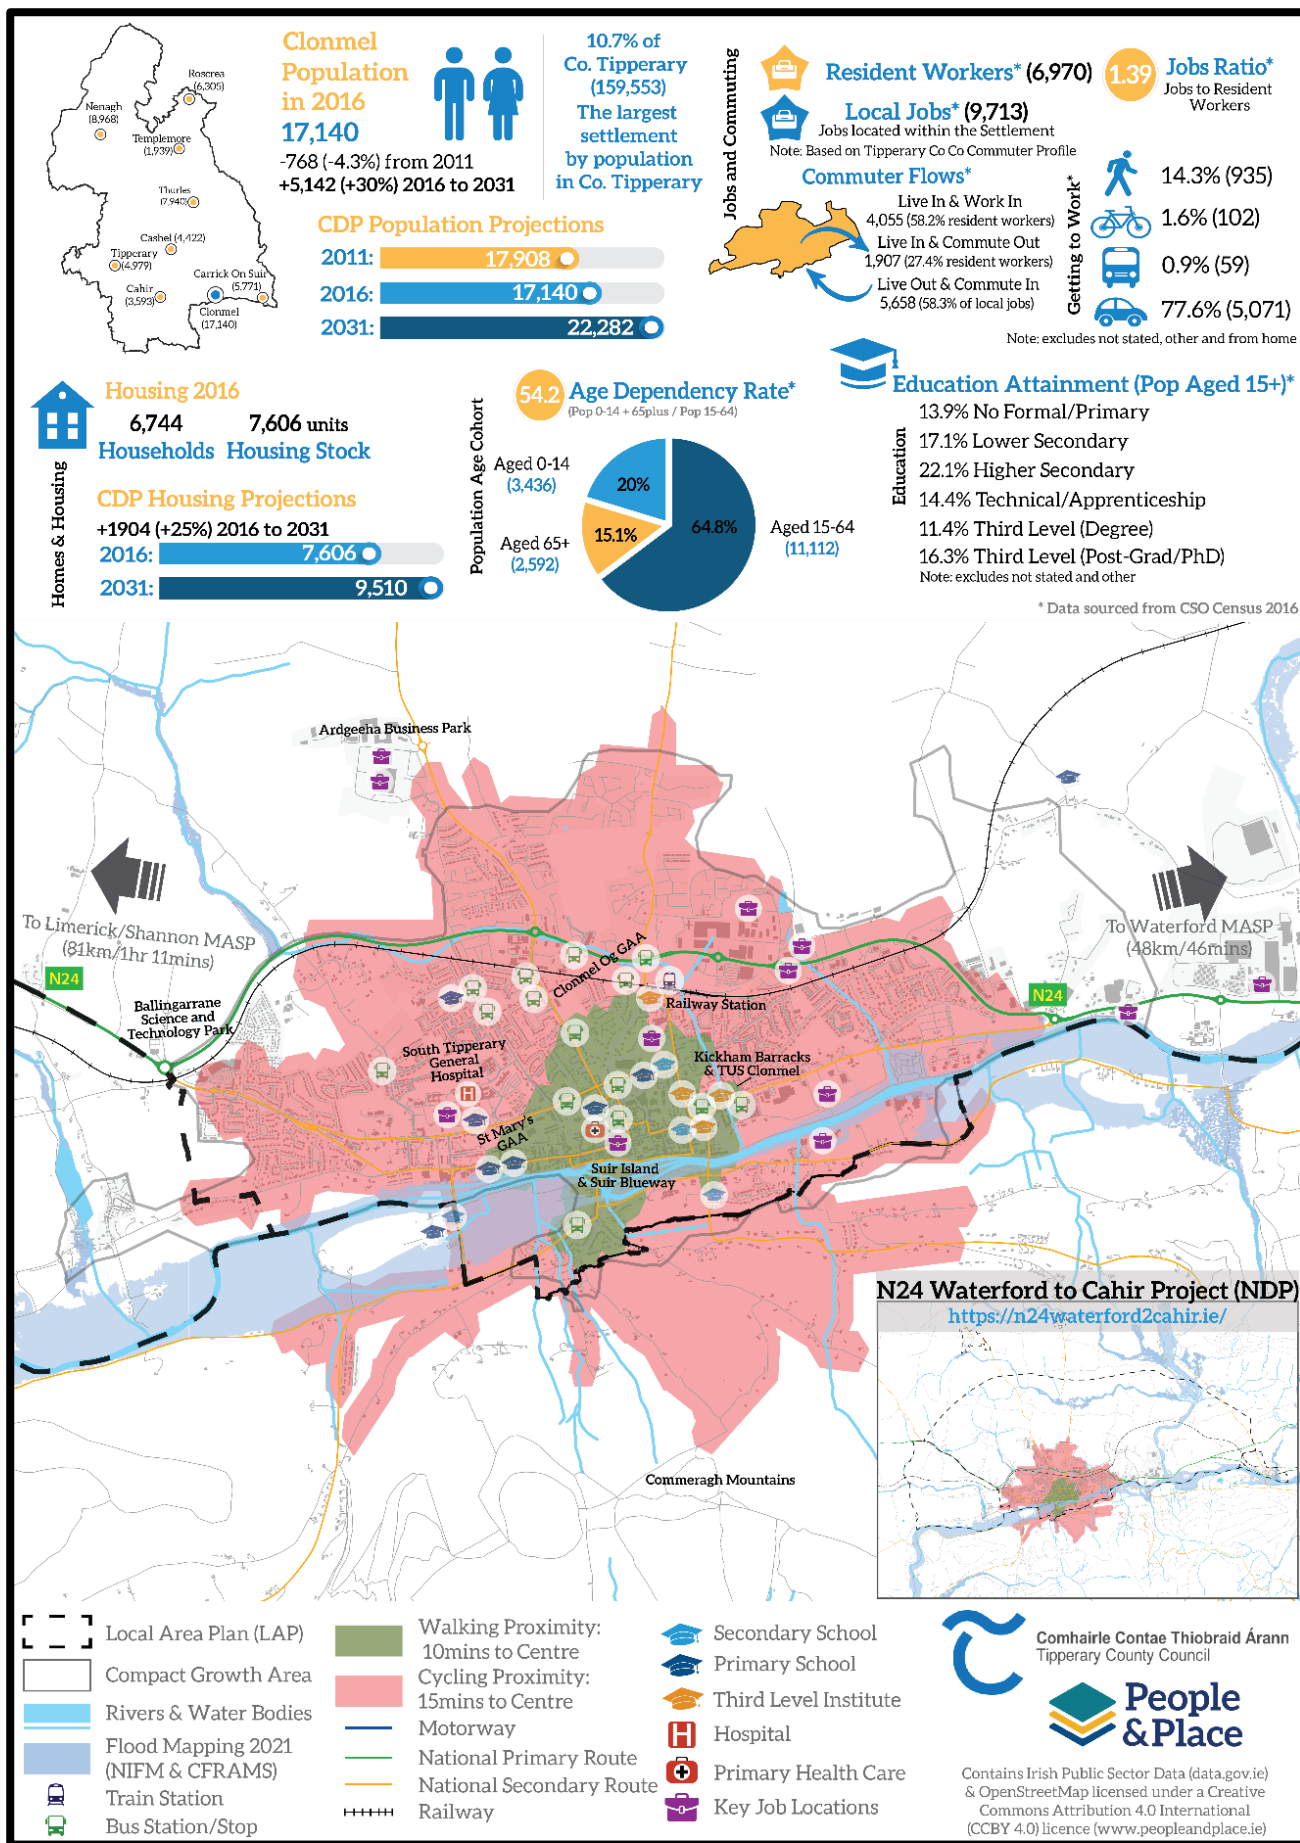 Roscrea
(6,305)
Nenagh
(8,968)
Templemore
(1,939)
Thurles
(7,940)
Cashel (4,422)
Tipperary
(4,979)
Carrick On Suir
(5,771)
Cahir
(3,593)
Clonmel
(17,140)
Clonmel
Population
in 2016
17,140
-768 (-4.3%) from 2011
+5,142 (+30%) 2016 to 2031
10.7% of
Co. Tipperary
(159,553)
The largest
settlement
by population
in Co. Tipperary
CDP Population Projections
2011: 17,908
2016: 17,140
2031: 22,282
Jobs and Commuting
Resident Workers* (6,970)
1.39 Jobs Ratio*
Jobs to Resident
Workers
Local Jobs* (9,713)
Jobs located within the Settlement
Note: Based on Tipperary Co Co Commuter Profile
Commuter Flows*
Live In & Work In
4,055 (58.2% resident workers)
Live In & Commute Out
1,907 (27.4% resident workers)
Live Out & Commute In
5,658 (58.3% of local jobs)
Getting to Work*
14.3% (935)
1.6% (102)
0.9% (59)
77.6% (5,071)
Note: excludes not stated, other and from home
Homes & Housing
Housing 2016
6,744 7,606 units
Households Housing Stock
CDP Housing Projections
+1904 (+25%) 2016 to 2031
2016: 7,606
2031: 9,510
Population Age Cohort
54.2 Age Dependency Rate*
(Pop 0-14 + 65plus / Pop 15-64)
Aged 0-14
(3,436)
20%
Aged 65+
(2,592)
15.1%
64.8%
Aged 15-64
(11,112)
Education
Education Attainment (Pop Aged 15+)*
13.9% No Formal/Primary
17.1% Lower Secondary
22.1% Higher Secondary
14.4% Technical/Apprenticeship
11.4% Third Level (Degree)
16.3% Third Level (Post-Grad/PhD)
Note: excludes not stated and other
* Data sourced from CSO Census 2016
Ardgeeha Business Park
To Limerick/Shannon MASP
(81km/1hr 11mins)
N24
To Waterford MASP
(48km/46mins)
N24
Ballingarrane
Science and
Technology Park
Clonmel Og GAA
Railway Station
South Tipperary
General
Hospital
H
Kickham Barracks
& TUS Clonmel
St Mary's
GAA
Suir Island
& Suir Blueway
Commeragh Mountains
N24 Waterford to Cahir Project (NDP)
https://n24waterford2cahir.ie/
Local Area Plan (LAP)
Compact Growth Area
Rivers & Water Bodies
Flood Mapping 2021
(NIFM & CFRAMS)
Train Station
Bus Station/Stop
Walking Proximity:
10mins to Centre
Cycling Proximity:
15mins to Centre
Motorway
National Primary Route
National Secondary Route
Railway
Secondary School
Primary School
Third Level Institute
H Hospital
Primary Health Care
Key Job Locations
Comhairle Contae Thiobraid Árann
Tipperary County Council
People
&Place
Contains Irish Public Sector Data (data.gov.ie)
& OpenStreetMap licensed under a Creative
Commons Attribution 4.0 International
(CCBY 4.0) licence (www.peopleandplace.ie)